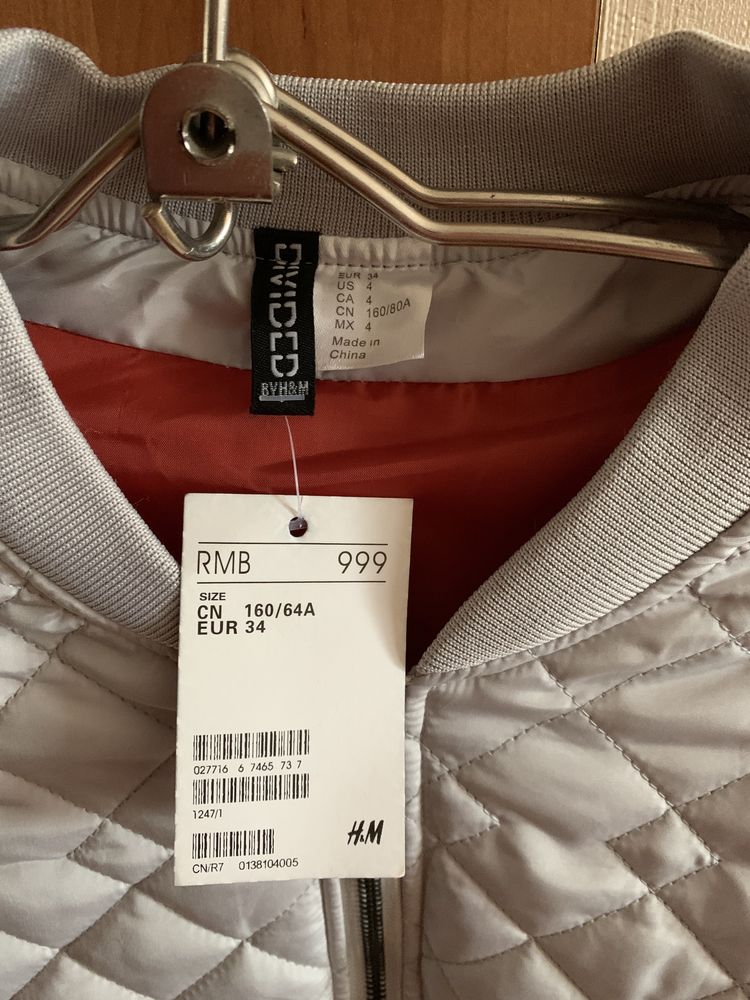 DIVIDED
BY H&M
EUR 34
US 4
CA 4
CN 160/80A
MX 4
Made in
China
RMB 999
SIZE
CN 160/64A
EUR 34
027716 6 7465 73 7
1247/1
H&M
CN/R7 0138104005